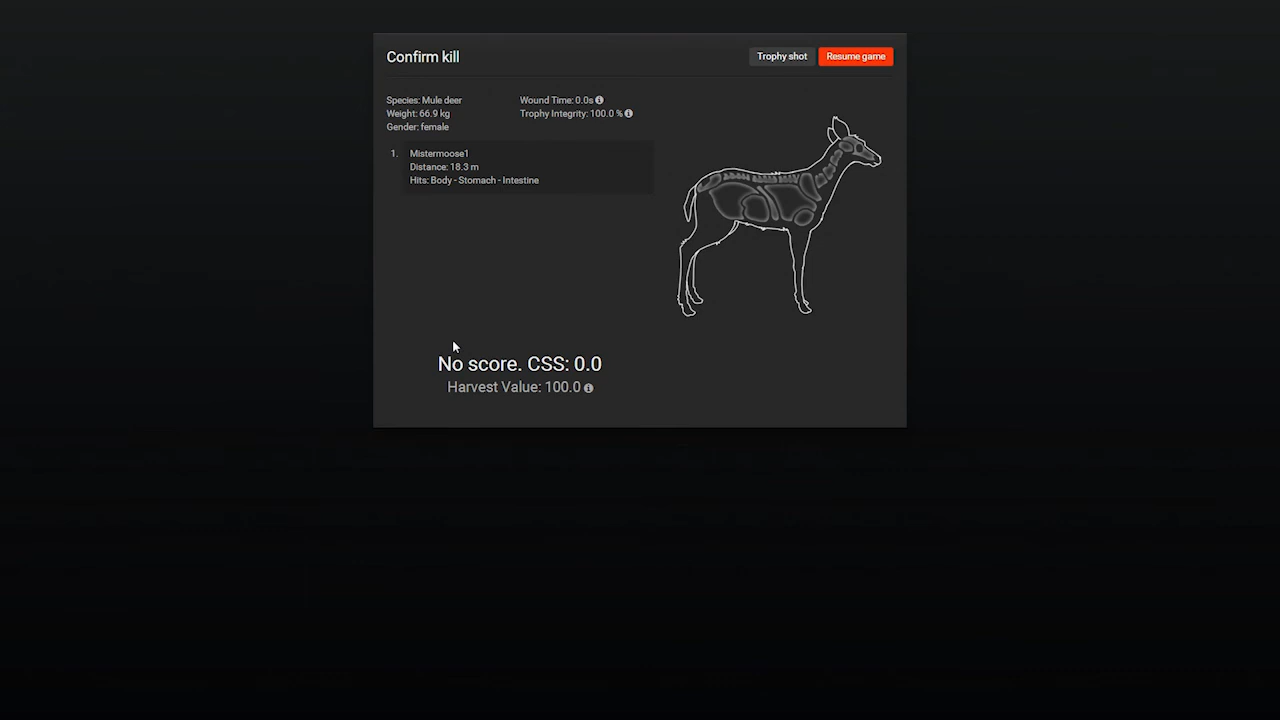 Confirm kill
Trophy shot
Resume game
Species: Mule deer
Weight: 66.9 kg
Gender: female
Wound Time: 0.0s
Trophy Integrity: 100.0 %
1. Mistermoose1
Distance: 18.3 m
Hits: Body - Stomach - Intestine
No score. CSS: 0.0
Harvest Value: 100.0